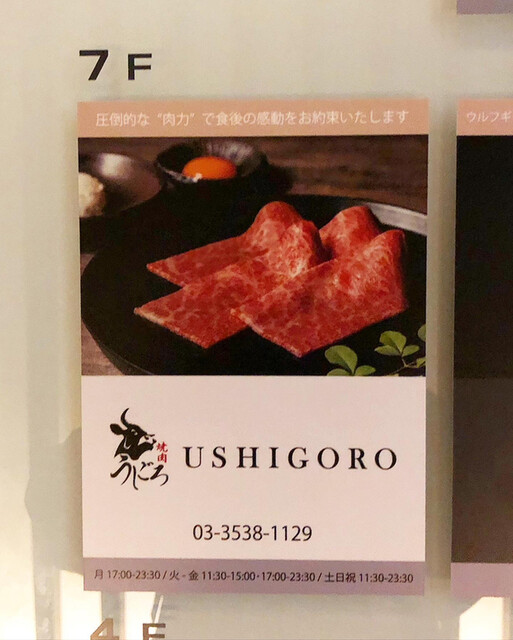 7 F
圧倒的な “肉力” で食後の感動をお約束いたします
ウルフギ
焼肉
うしごろ
USHIGORO
03-3538-1129
月 17:00-23:30 / 火 - 金 11:30-15:00・17:00-23:30 / 土日祝 11:30-23:30
4 F